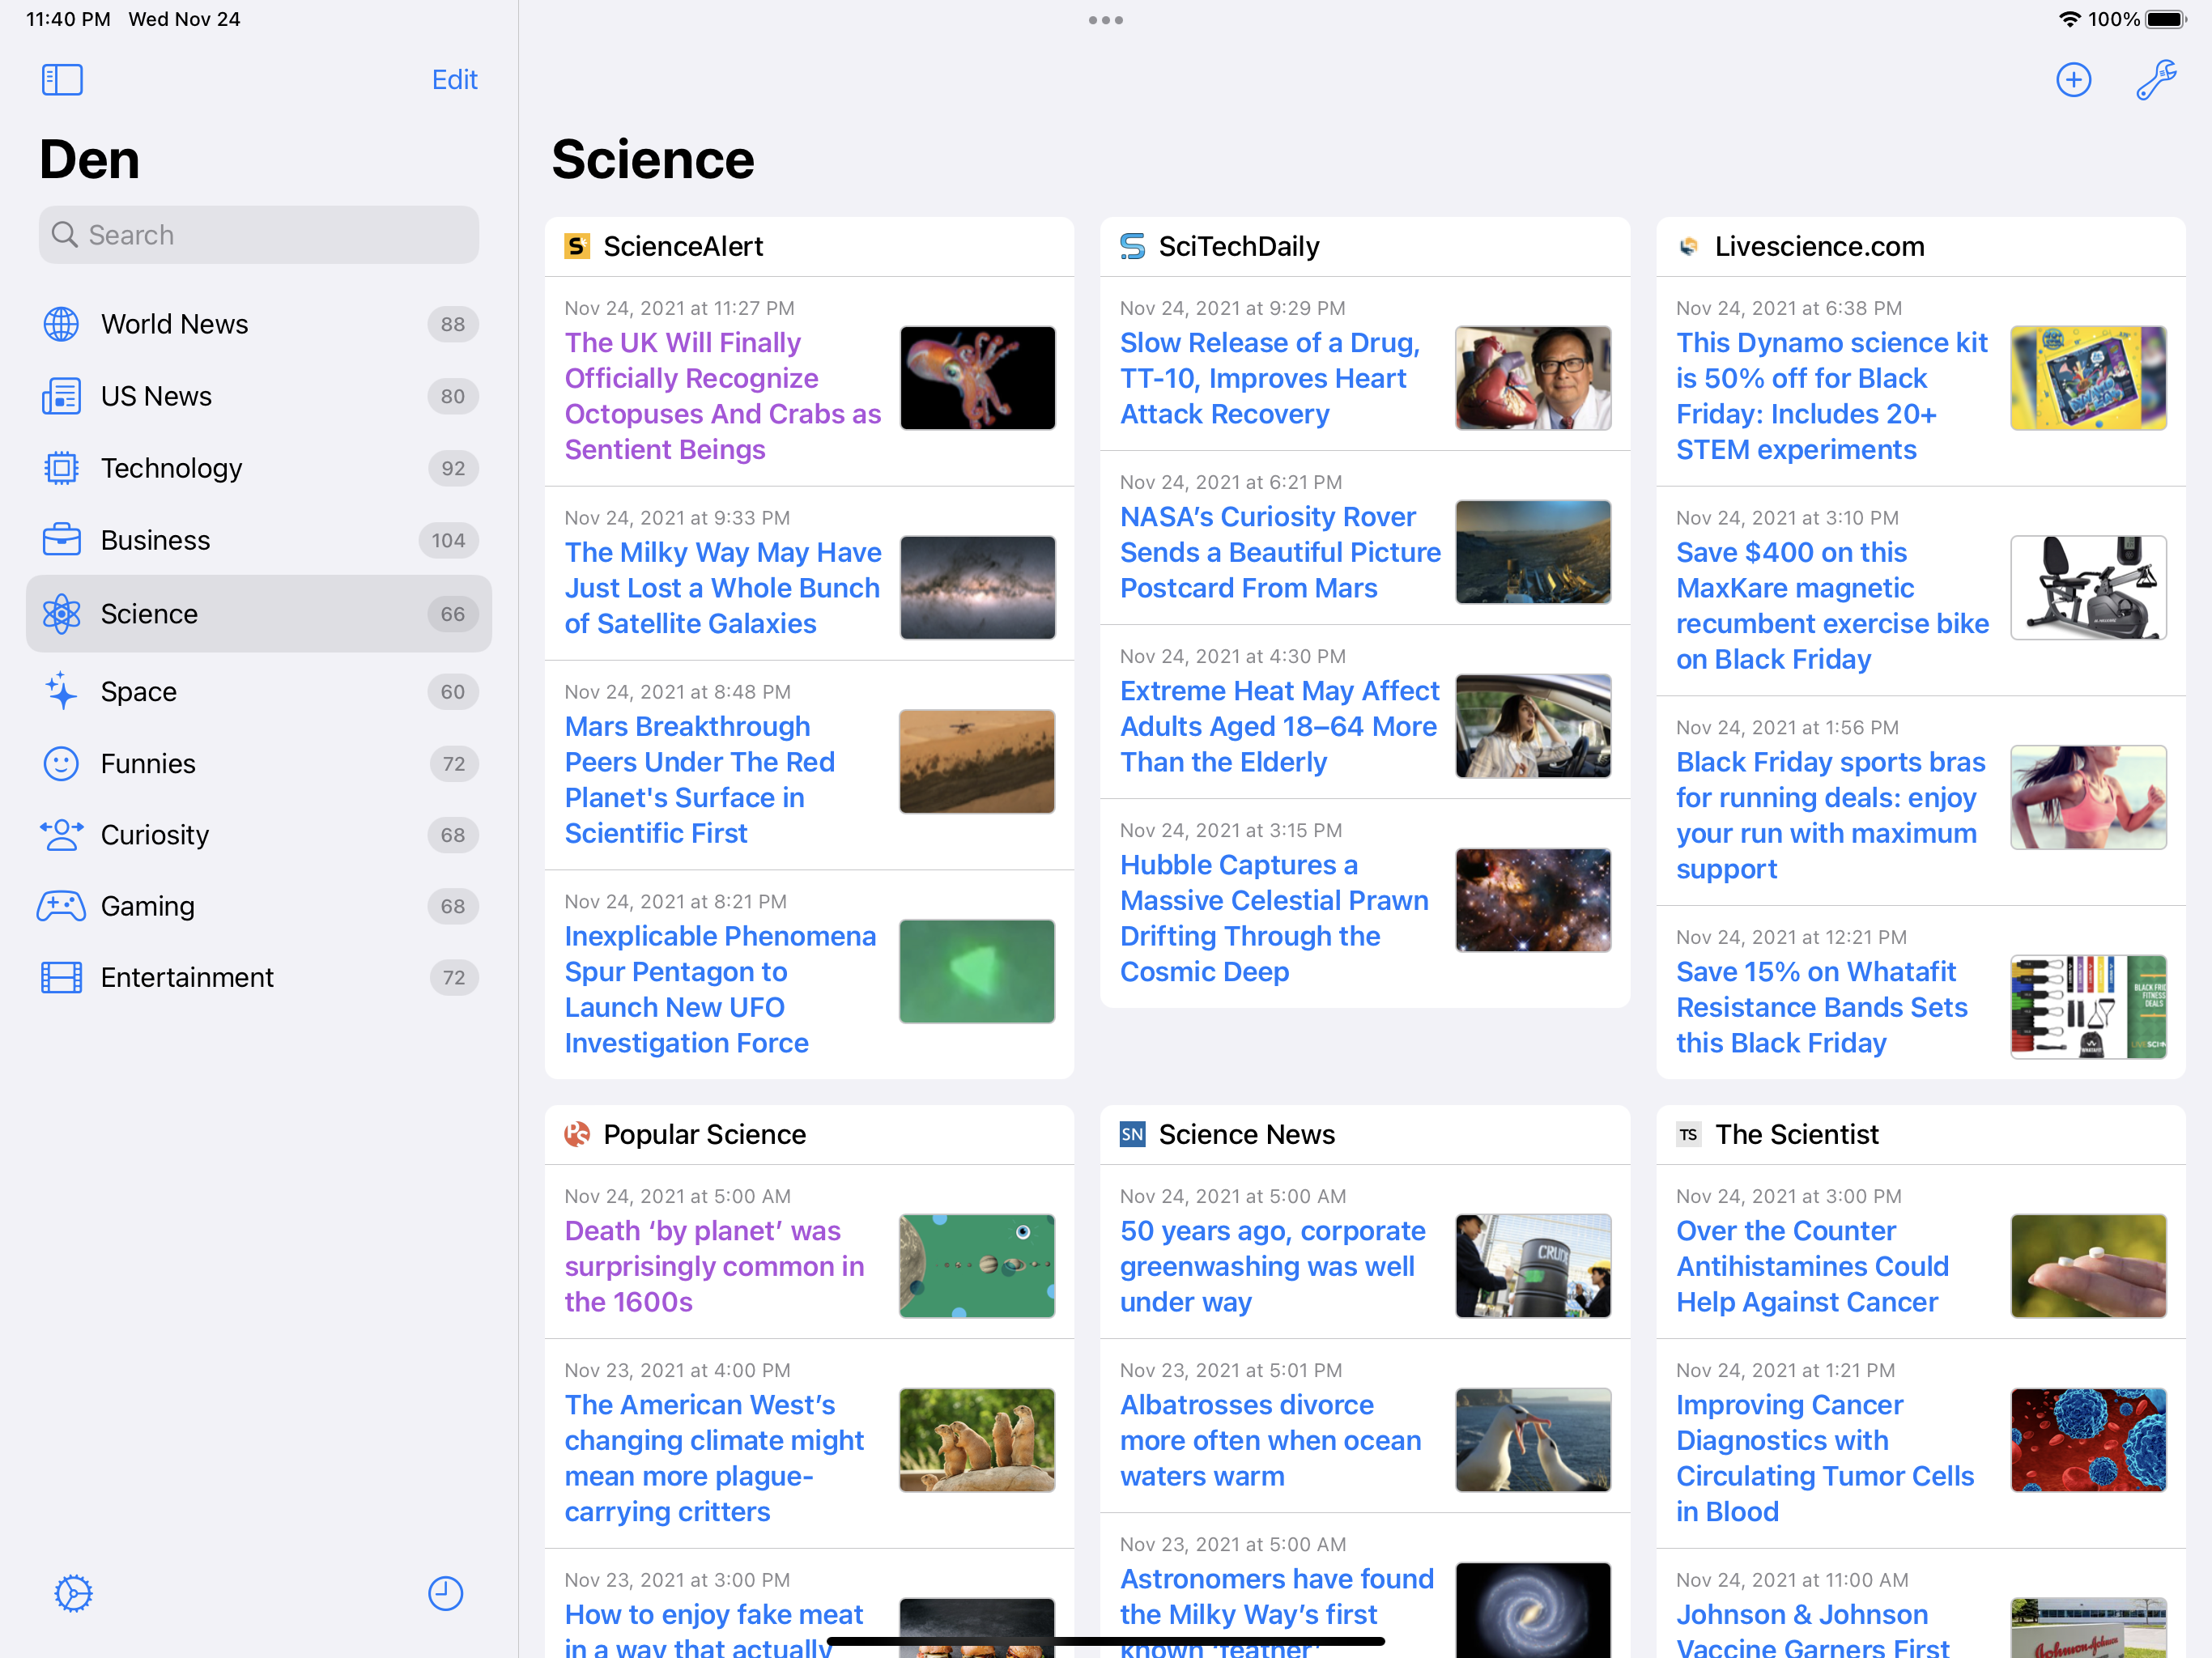 11:40 PM Wed Nov 24
100%
Edit
Den
Search
World News 88
US News 80
Technology 92
Business 104
Science 66
Space 60
Funnies 72
Curiosity 68
Gaming 68
Entertainment 72
Science
S ScienceAlert
Nov 24, 2021 at 11:27 PM
The UK Will Finally
Officially Recognize
Octopuses And Crabs as
Sentient Beings
Nov 24, 2021 at 9:33 PM
The Milky Way May Have
Just Lost a Whole Bunch
of Satellite Galaxies
Nov 24, 2021 at 8:48 PM
Mars Breakthrough
Peers Under The Red
Planet's Surface in
Scientific First
Nov 24, 2021 at 8:21 PM
Inexplicable Phenomena
Spur Pentagon to
Launch New UFO
Investigation Force
S SciTechDaily
Nov 24, 2021 at 9:29 PM
Slow Release of a Drug,
TT-10, Improves Heart
Attack Recovery
Nov 24, 2021 at 6:21 PM
NASA’s Curiosity Rover
Sends a Beautiful Picture
Postcard From Mars
Nov 24, 2021 at 4:30 PM
Extreme Heat May Affect
Adults Aged 18–64 More
Than the Elderly
Nov 24, 2021 at 3:15 PM
Hubble Captures a
Massive Celestial Prawn
Drifting Through the
Cosmic Deep
Livescience.com
Nov 24, 2021 at 6:38 PM
This Dynamo science kit
is 50% off for Black
Friday: Includes 20+
STEM experiments
Nov 24, 2021 at 3:10 PM
Save $400 on this
MaxKare magnetic
recumbent exercise bike
on Black Friday
Nov 24, 2021 at 1:56 PM
Black Friday sports bras
for running deals: enjoy
your run with maximum
support
Nov 24, 2021 at 12:21 PM
Save 15% on Whatafit
Resistance Bands Sets
this Black Friday
BLACK FRI
FITNESS
DEALS
PS Popular Science
Nov 24, 2021 at 5:00 AM
Death ‘by planet’ was
surprisingly common in
the 1600s
Nov 23, 2021 at 4:00 PM
The American West’s
changing climate might
mean more plague-
carrying critters
Nov 23, 2021 at 3:00 PM
How to enjoy fake meat
in a way that actually
SN Science News
Nov 24, 2021 at 5:00 AM
50 years ago, corporate
greenwashing was well
under way
CRUDE
Nov 23, 2021 at 5:01 PM
Albatrosses divorce
more often when ocean
waters warm
Nov 23, 2021 at 5:00 AM
Astronomers have found
the Milky Way’s first
known ‘feather’
TS The Scientist
Nov 24, 2021 at 3:00 PM
Over the Counter
Antihistamines Could
Help Against Cancer
Nov 24, 2021 at 1:21 PM
Improving Cancer
Diagnostics with
Circulating Tumor Cells
in Blood
Nov 24, 2021 at 11:00 AM
Johnson & Johnson
Vaccine Garners First
Johnson & Johnson